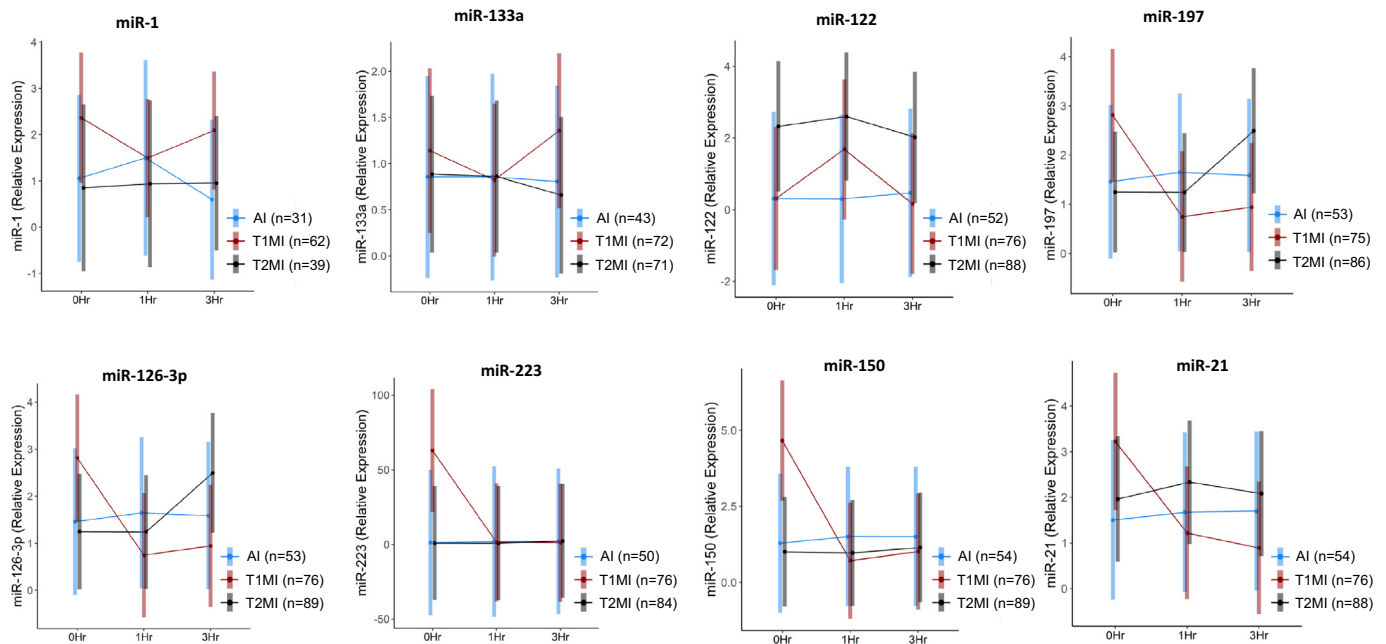 miR-1
miR-1 (Relative Expression)
4
3
2
1
0
-1
0Hr 1Hr 3Hr
AI (n=31)
T1MI (n=62)
T2MI (n=39)
miR-133a
miR-133a (Relative Expression)
2.0
1.5
1.0
0.5
0.0
0Hr 1Hr 3Hr
AI (n=43)
T1MI (n=72)
T2MI (n=71)
miR-122
miR-122 (Relative Expression)
4
2
0
-2
0Hr 1Hr 3Hr
AI (n=52)
T1MI (n=76)
T2MI (n=88)
miR-197
miR-197 (Relative Expression)
4
3
2
1
0
0Hr 1Hr 3Hr
AI (n=53)
T1MI (n=75)
T2MI (n=86)
miR-126-3p
miR-126-3p (Relative Expression)
4
3
2
1
0
0Hr 1Hr 3Hr
AI (n=53)
T1MI (n=76)
T2MI (n=89)
miR-223
miR-223 (Relative Expression)
100
50
0
-50
0Hr 1Hr 3Hr
AI (n=50)
T1MI (n=76)
T2MI (n=84)
miR-150
miR-150 (Relative Expression)
5.0
2.5
0.0
0Hr 1Hr 3Hr
AI (n=54)
T1MI (n=76)
T2MI (n=89)
miR-21
miR-21 (Relative Expression)
4
3
2
1
0
0Hr 1Hr 3Hr
AI (n=54)
T1MI (n=76)
T2MI (n=88)